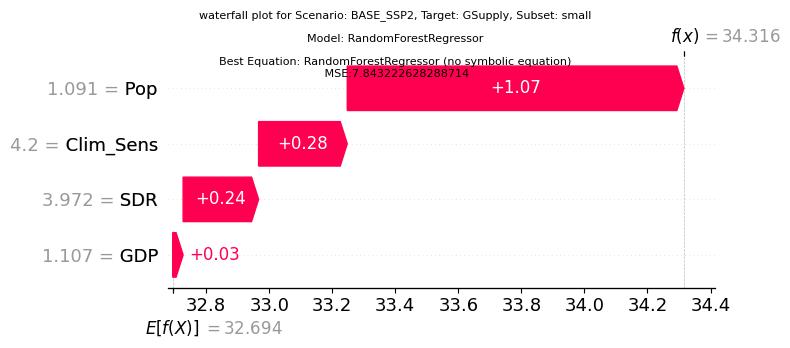 waterfall plot for Scenario: BASE_SSP2, Target: GSupply, Subset: small
Model: RandomForestRegressor
Best Equation: RandomForestRegressor (no symbolic equation)
MSE:7.843222628288714
f(x) = 34.316
1.091 = Pop
+1.07
4.2 = Clim_Sens
+0.28
3.972 = SDR
+0.24
1.107 = GDP
+0.03
32.8 33.0 33.2 33.4 33.6 33.8 34.0 34.2 34.4
E[f(X)] = 32.694